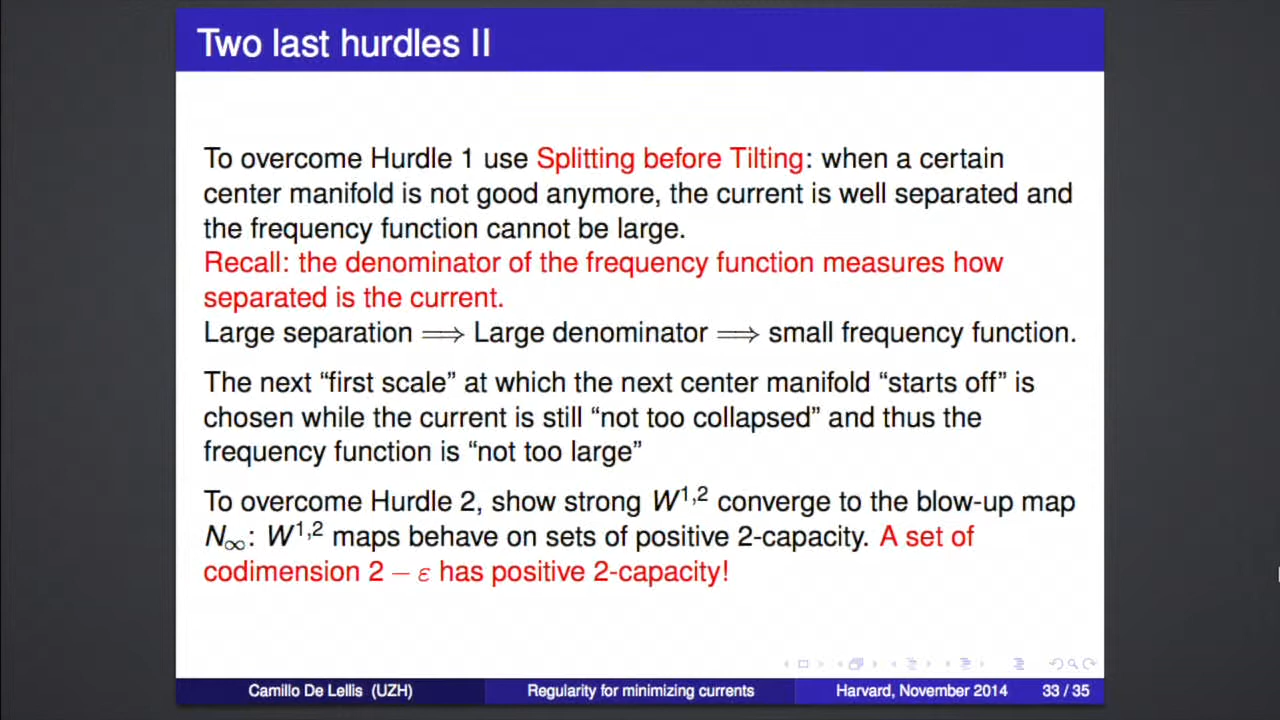 Two last hurdles II
To overcome Hurdle 1 use Splitting before Tilting: when a certain
center manifold is not good anymore, the current is well separated and
the frequency function cannot be large.
Recall: the denominator of the frequency function measures how
separated is the current.
Large separation ⟹ Large denominator ⟹ small frequency function.
The next “first scale” at which the next center manifold “starts off” is
chosen while the current is still “not too collapsed” and thus the
frequency function is “not too large”
To overcome Hurdle 2, show strong W^{1,2} converge to the blow-up map
N_∞: W^{1,2} maps behave on sets of positive 2-capacity. A set of
codimension 2 − ε has positive 2-capacity!
Camillo De Lellis (UZH) Regularity for minimizing currents Harvard, November 2014 33 / 35